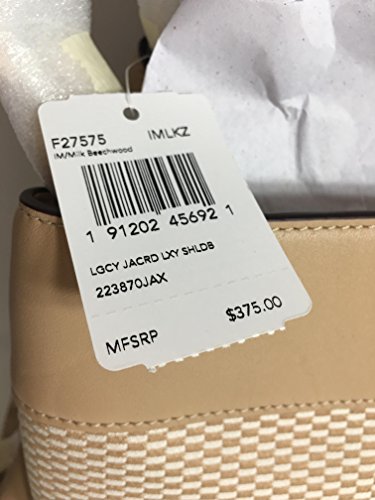 F27575 IMLKZ
IM/Milk Beechwood
1 91202 45692 1
LGCY JACRD LXY SHLDB
223870JAX
MFSRP $375.00